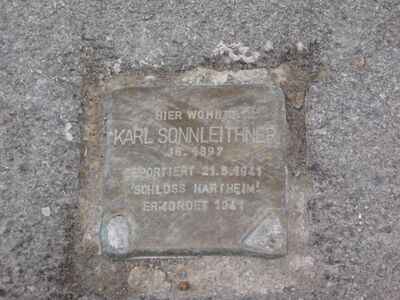 HIER WOHNTE
KARL SONNLEITHNER
JG. 1897
DEPORTIERT 21.5.1941
'SCHLOSS HARTHEIM'
ERMORDET 1941